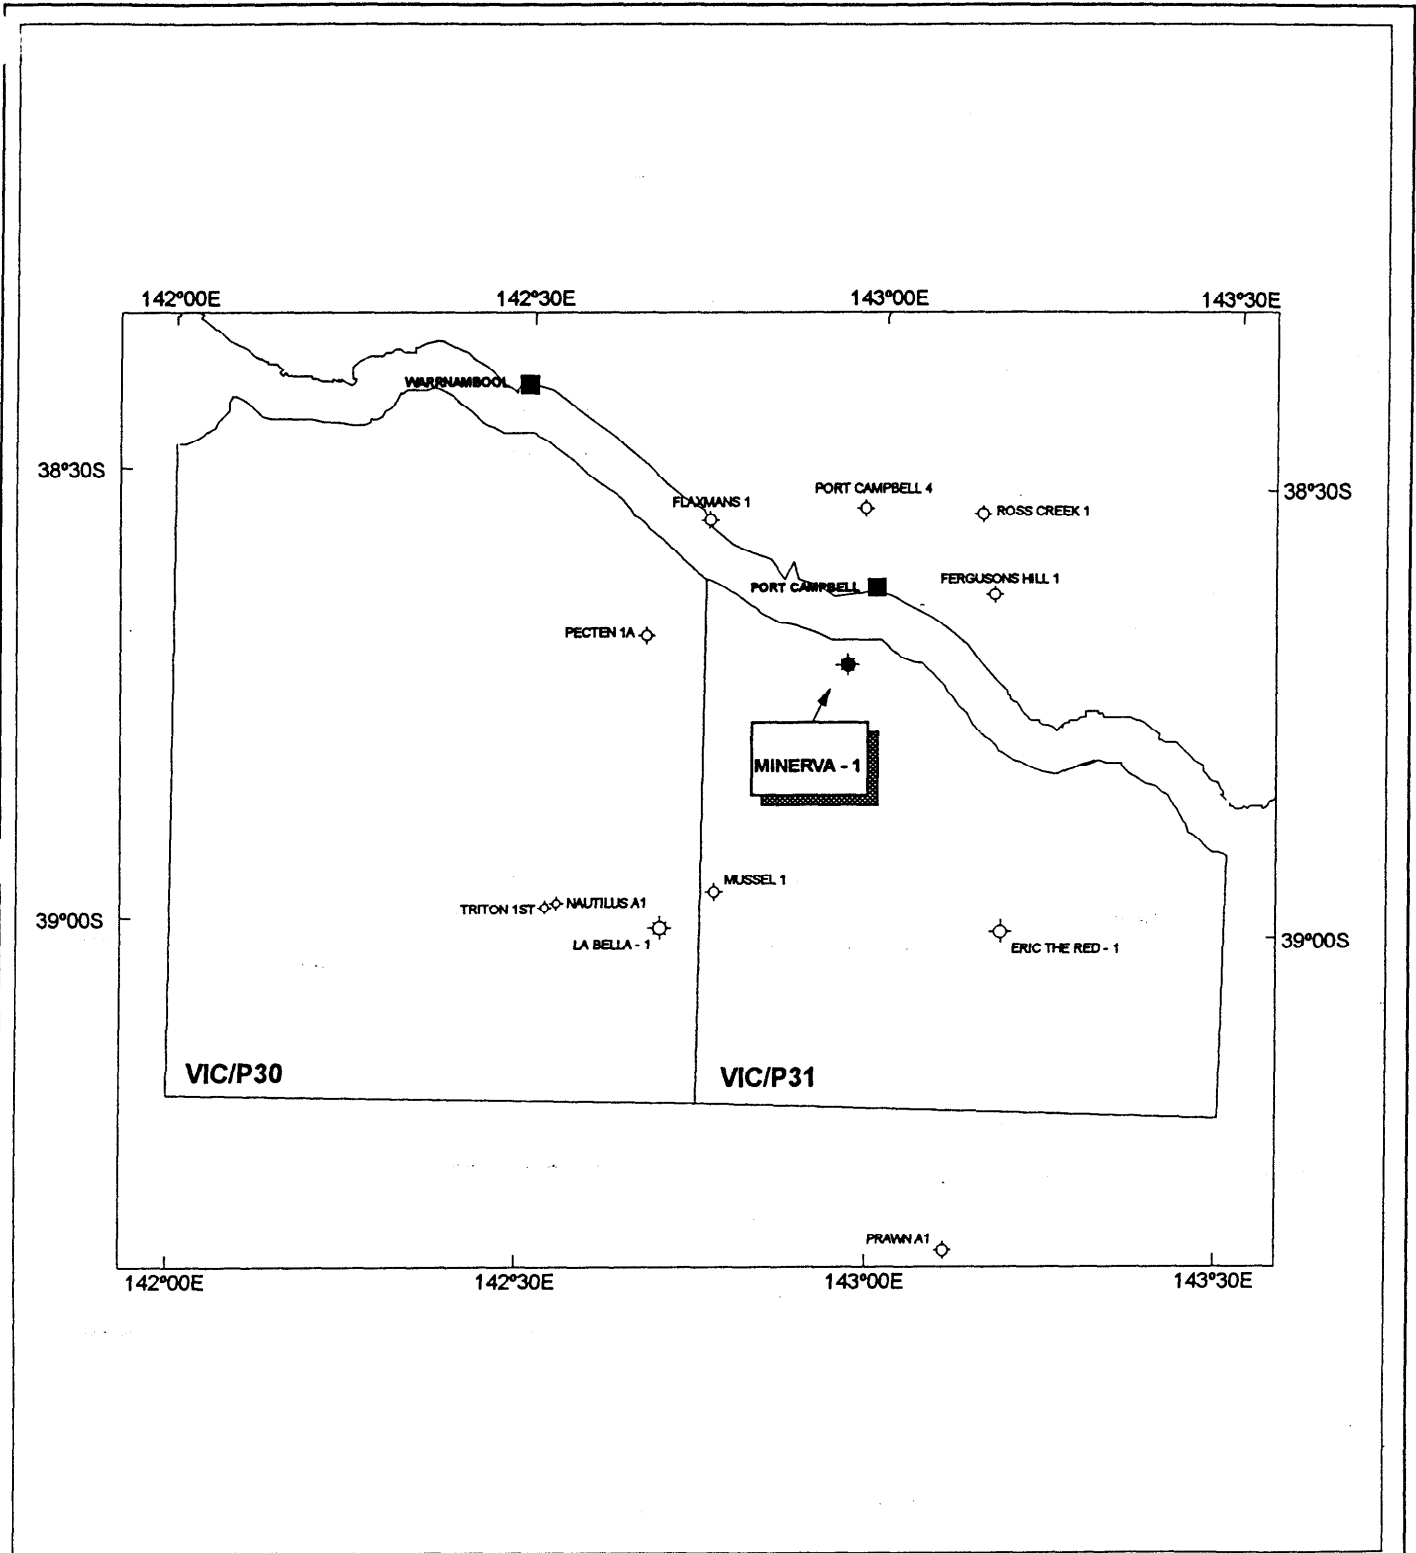 142°00E
142°30E
143°00E
143°30E
WARRNAMBOOL
38°30S
38°30S
PORT CAMPBELL 4
FLAXMANS 1
ROSS CREEK 1
FERGUSONS HILL 1
PORT CAMPBELL
PECTEN 1A
MINERVA - 1
MUSSEL 1
NAUTILUS A1
TRITON 1ST
39°00S
LA BELLA - 1
ERIC THE RED - 1
39°00S
VIC/P30
VIC/P31
PRAWN A1
142°00E
142°30E
143°00E
143°30E